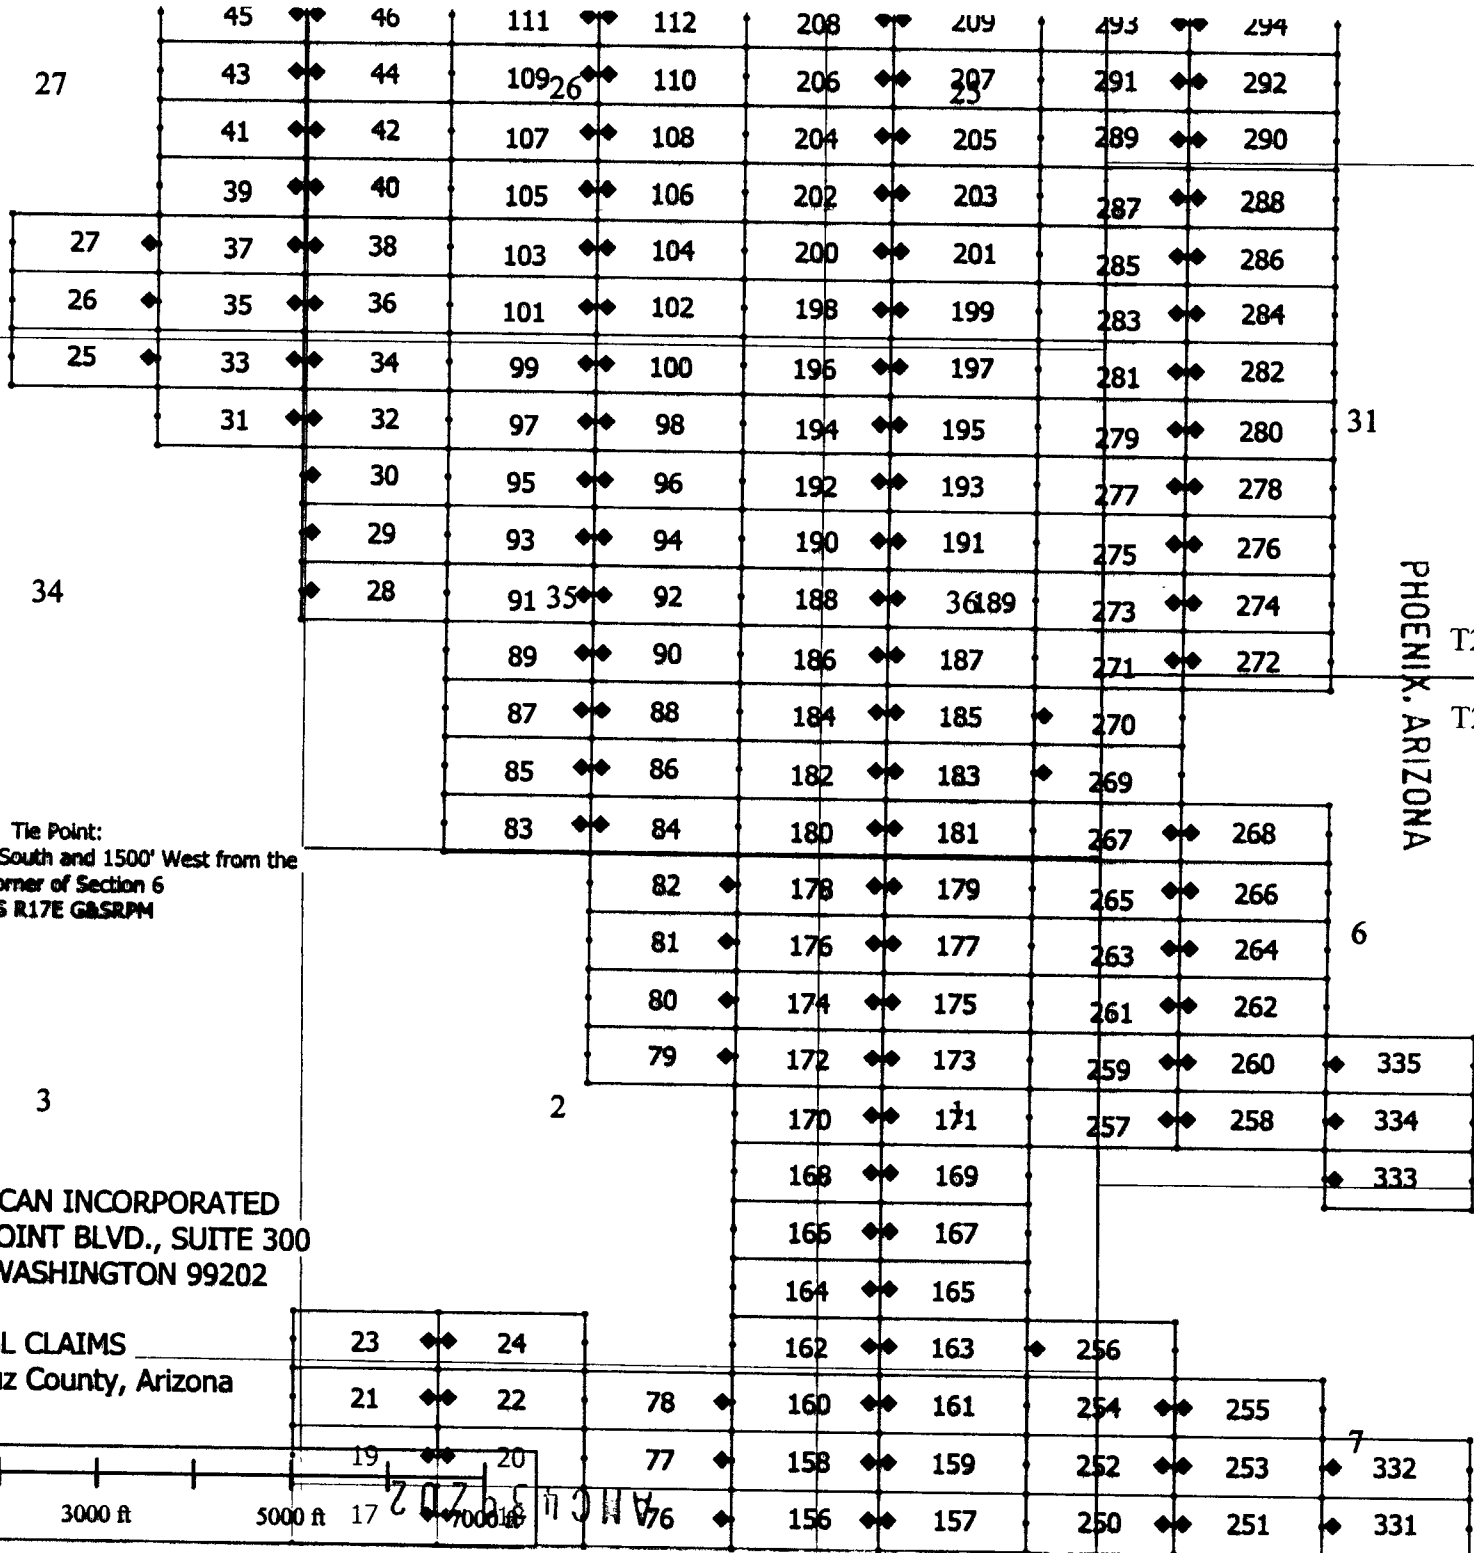 45 46 111 112 208 209 293 294
27 43 44 109 26 110 206 207 25 291 292
41 42 107 108 204 205 289 290
39 40 105 106 202 203 287 288
27 37 38 103 104 200 201 285 286
26 35 36 101 102 198 199 283 284
25 33 34 99 100 196 197 281 282
31 32 97 98 194 195 279 280 31
30 95 96 192 193 277 278
29 93 94 190 191 275 276
34 28 91 35 92 188 36 189 273 274
89 90 186 187 271 272
PHOENIX, ARIZONA
87 88 184 185 270
85 86 182 183 269
83 84 180 181 267 268
Tie Point:
South and 1500' West from the
orner of Section 6
S R17E G&SRPM
82 178 179 265 266
81 176 177 263 264 6
80 174 175 261 262
79 172 173 259 260 335
3 2 170 171 1 257 258 334
168 169 333
CAN INCORPORATED
OINT BLVD., SUITE 300
WASHINGTON 99202
166 167
164 165
23 24 162 163 256
L CLAIMS
uz County, Arizona
21 22 78 160 161 254 255
19 20 77 158 159 252 253 7 332
3000 ft 5000 ft 7000 ft
17 18 76 156 157 250 251 331